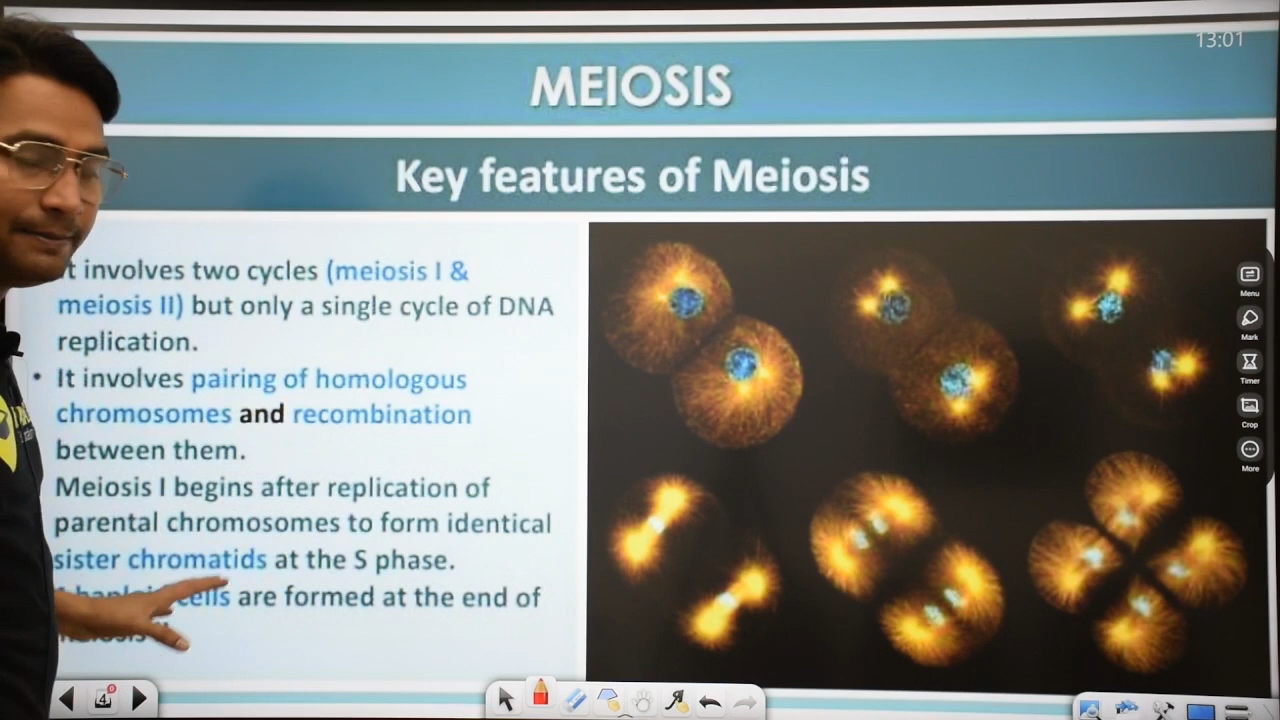 13:01
MEIOSIS
Key features of Meiosis
It involves two cycles (meiosis I &
meiosis II) but only a single cycle of DNA
replication.
• It involves pairing of homologous
chromosomes and recombination
between them.
Meiosis I begins after replication of
parental chromosomes to form identical
sister chromatids at the S phase.
cells are formed at the end of
Menu
Mark
Timer
Crop
More
4